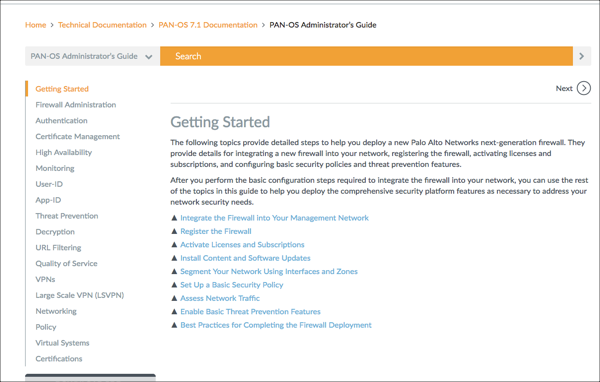 Home > Technical Documentation > PAN-OS 7.1 Documentation > PAN-OS Administrator's Guide
PAN-OS Administrator's Guide
Search
Getting Started
Firewall Administration
Authentication
Certificate Management
High Availability
Monitoring
User-ID
App-ID
Threat Prevention
Decryption
URL Filtering
Quality of Service
VPNs
Large Scale VPN (LSVPN)
Networking
Policy
Virtual Systems
Certifications
Next
Getting Started
The following topics provide detailed steps to help you deploy a new Palo Alto Networks next-generation firewall. They
provide details for integrating a new firewall into your network, registering the firewall, activating licenses and
subscriptions, and configuring basic security policies and threat prevention features.
After you perform the basic configuration steps required to integrate the firewall into your network, you can use the rest
of the topics in this guide to help you deploy the comprehensive security platform features as necessary to address your
network security needs.
▲ Integrate the Firewall into Your Management Network
▲ Register the Firewall
▲ Activate Licenses and Subscriptions
▲ Install Content and Software Updates
▲ Segment Your Network Using Interfaces and Zones
▲ Set Up a Basic Security Policy
▲ Assess Network Traffic
▲ Enable Basic Threat Prevention Features
▲ Best Practices for Completing the Firewall Deployment